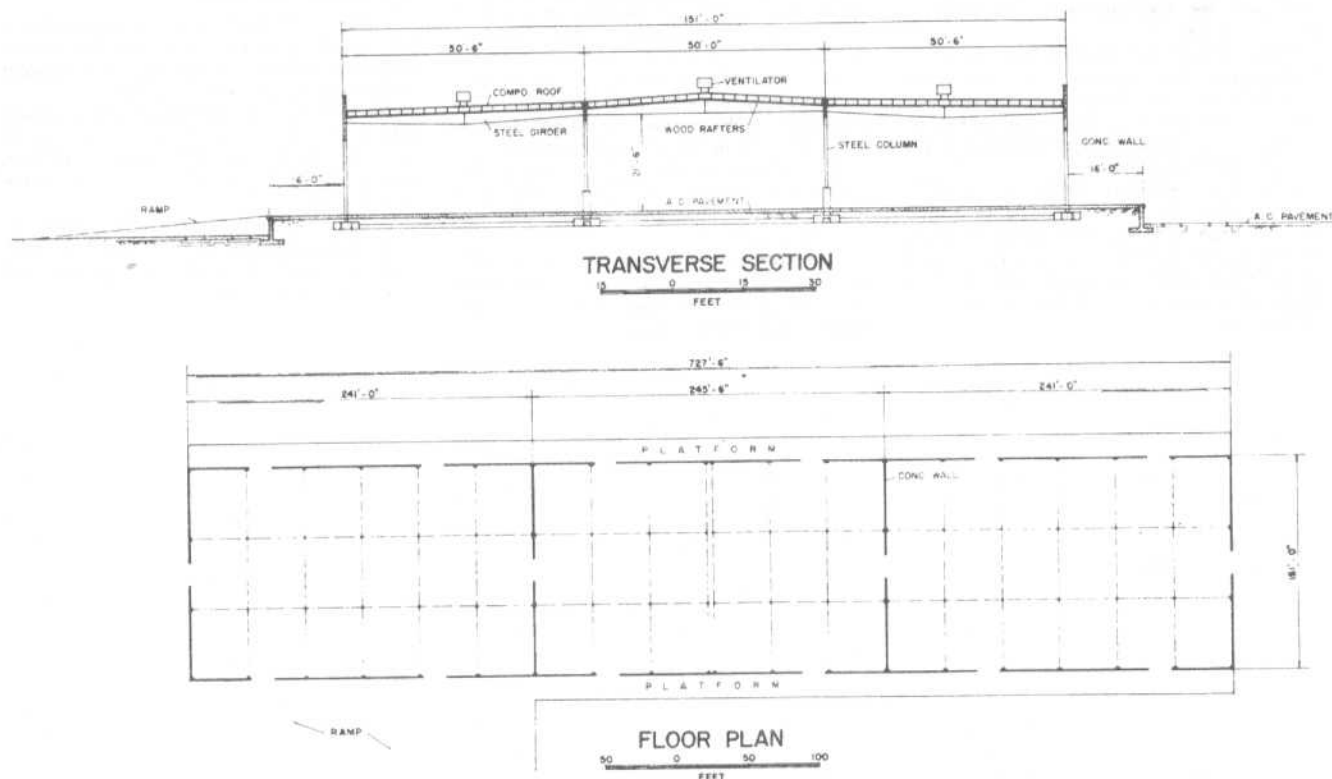 151'-0"
50'-6" 50'-0" 50'-6"
VENTILATOR
COMPO ROOF
STEEL GIRDER
WOOD RAFTERS
STEEL COLUMN
CONC WALL
6'-0"
16'-0"
RAMP
A.C. PAVEMENT
A.C. PAVEMENT
TRANSVERSE SECTION
15 0 15 30
FEET
727'-6"
241'-0" 245'-6" 241'-0"
PLATFORM
CONC WALL
151'-0"
PLATFORM
RAMP
FLOOR PLAN
50 0 50 100
FEET